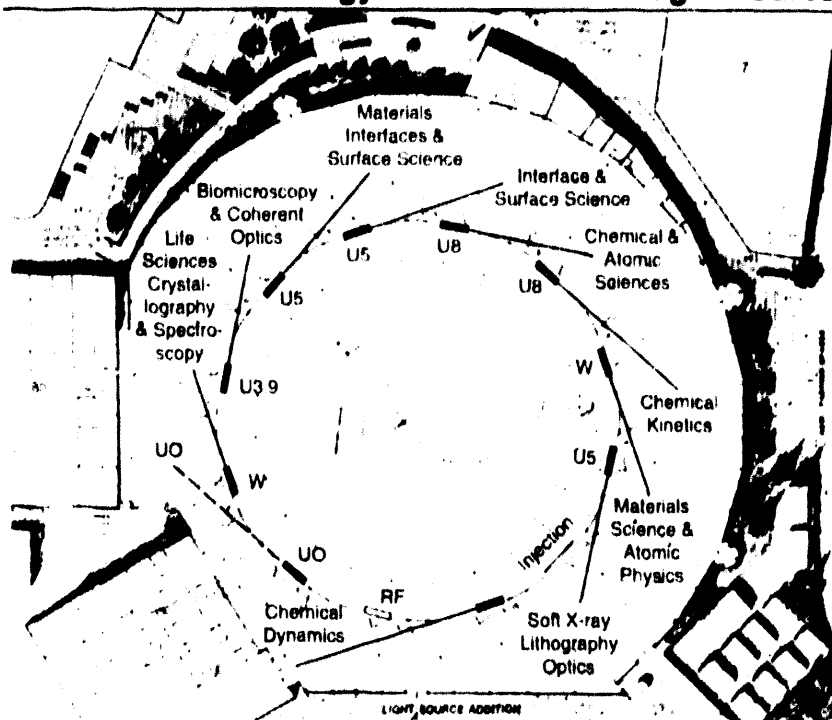 Materials
Interfaces &
Surface Science
Interface &
Surface Science
Biomicroscopy
& Coherent
Optics
Life
Sciences
Crystal-
lography
& Spectro-
scopy
Chemical &
Atomic
Sciences
U5
U8
U8
U5
U3.9
W
Chemical
Kinetics
UO
W
U5
Materials
Science &
Atomic
Physics
Injection
UO
RF
Chemical
Dynamics
Soft X-ray
Lithography
Optics
LIGHT SOURCE ADDITION